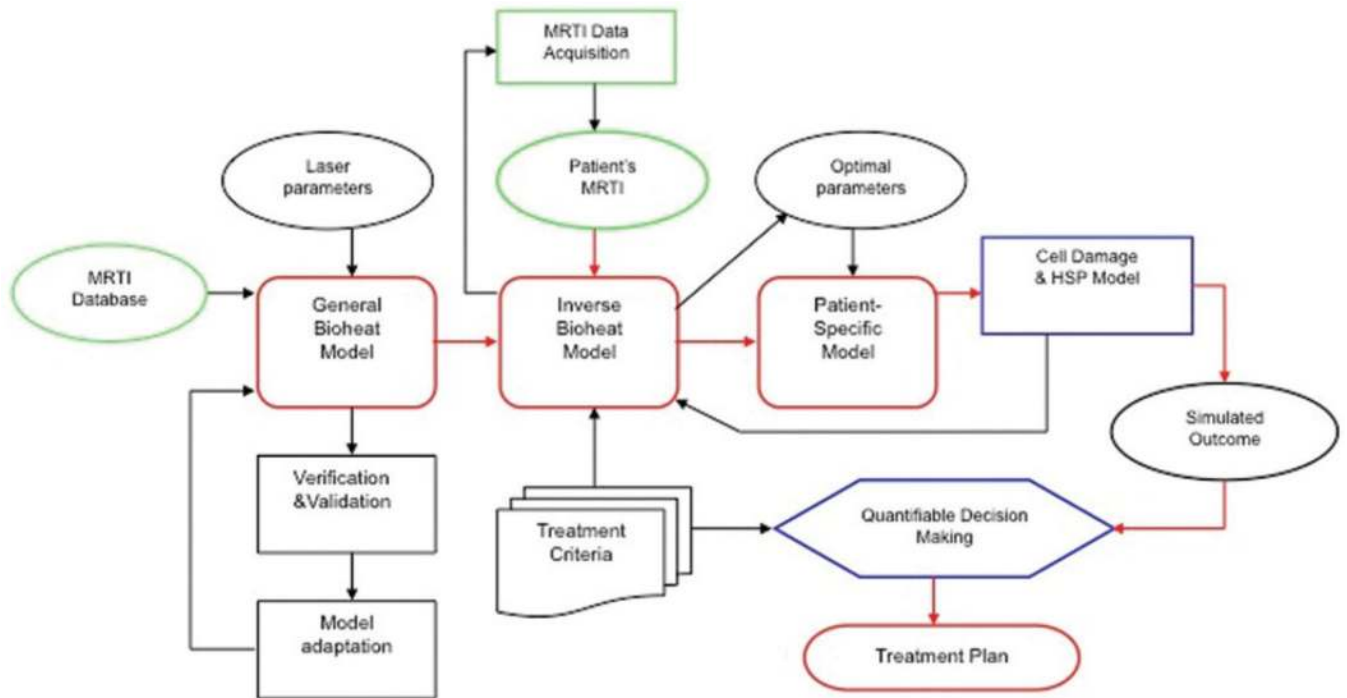 MRTI Data
Acquisition
Laser
parameters
Patient's
MRTI
Optimal
parameters
MRTI
Database
General
Bioheat
Model
Inverse
Bioheat
Model
Patient-
Specific
Model
Cell Damage
& HSP Model
Simulated
Outcome
Verification
&Validation
Treatment
Criteria
Quantifiable Decision
Making
Model
adaptation
Treatment Plan